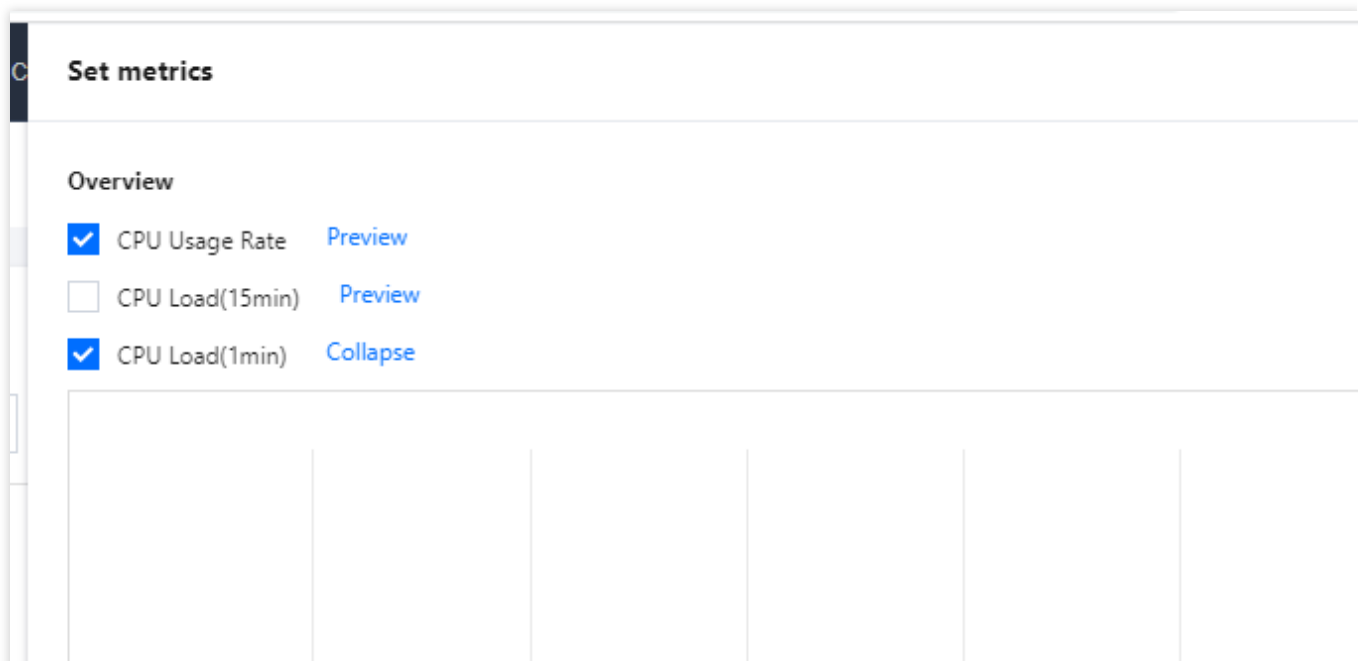 C
Set metrics
Overview
CPU Usage Rate Preview
CPU Load(15min) Preview
CPU Load(1min) Collapse